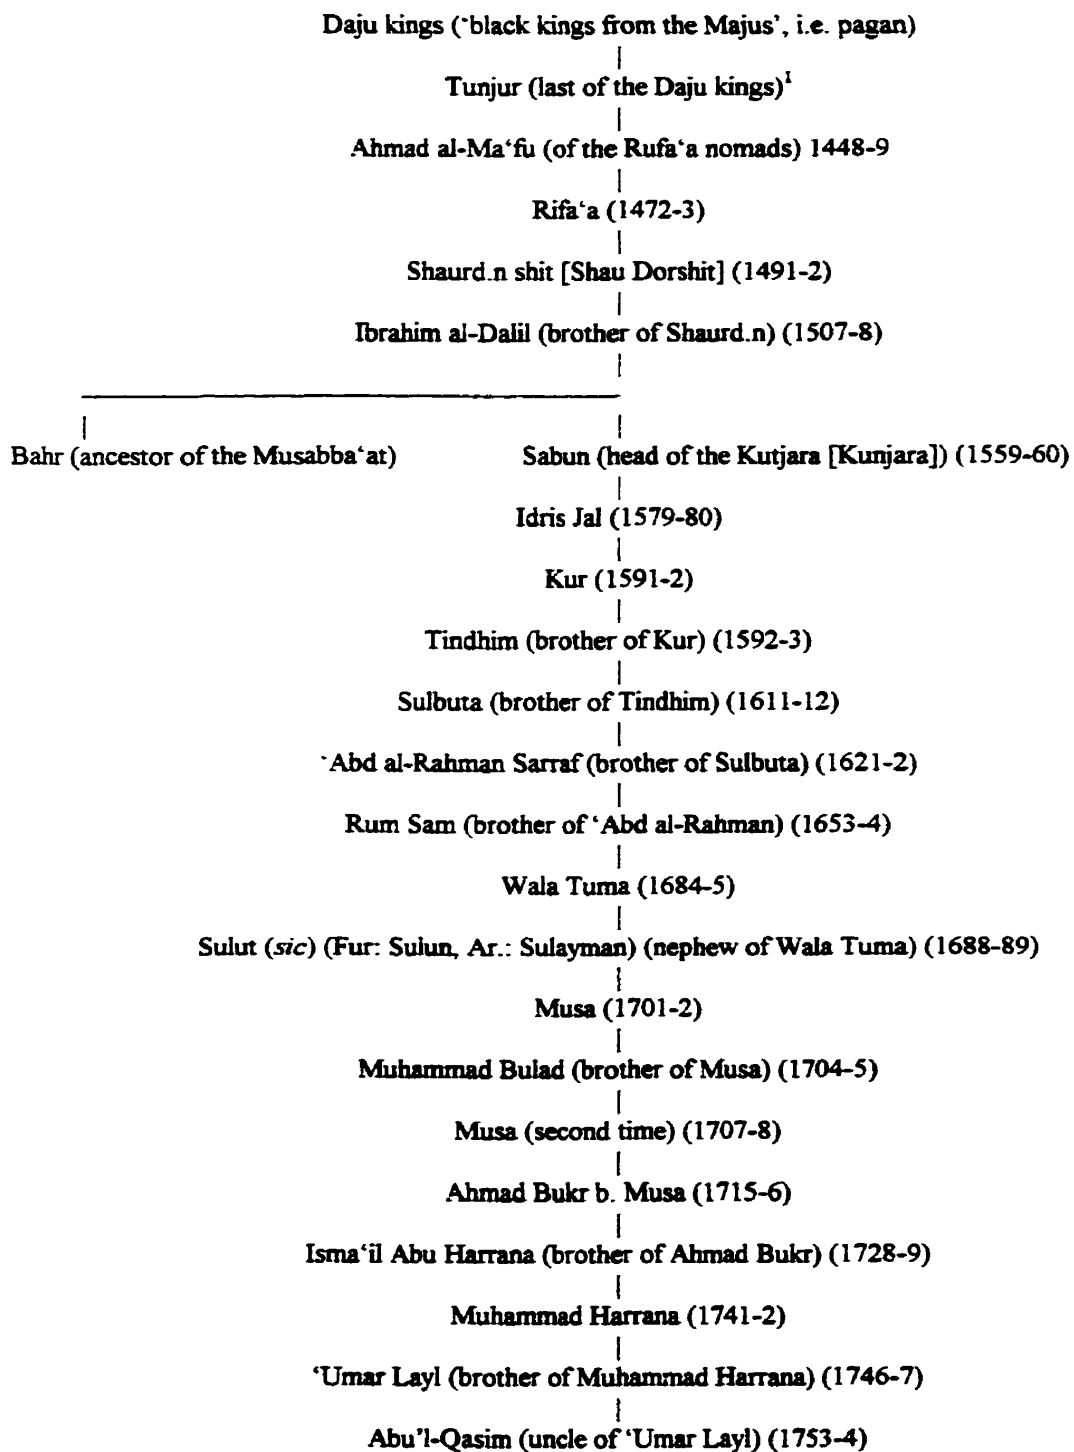 Daju kings (‘black kings from the Majus’, i.e. pagan)
Tunjur (last of the Daju kings)¹
Ahmad al-Ma‘fu (of the Rufa‘a nomads) 1448-9
Rifa‘a (1472-3)
Shaurd.n shit [Shau Dorshit] (1491-2)
Ibrahim al-Dalil (brother of Shaurd.n) (1507-8)
Bahr (ancestor of the Musabba‘at) Sabun (head of the Kutjara [Kunjara]) (1559-60)
Idris Jal (1579-80)
Kur (1591-2)
Tindhim (brother of Kur) (1592-3)
Sulbuta (brother of Tindhim) (1611-12)
‘Abd al-Rahman Sarraf (brother of Sulbuta) (1621-2)
Rum Sam (brother of ‘Abd al-Rahman) (1653-4)
Wala Tuma (1684-5)
Sulut (sic) (Fur: Sulun, Ar.: Sulayman) (nephew of Wala Tuma) (1688-89)
Musa (1701-2)
Muhammad Bulad (brother of Musa) (1704-5)
Musa (second time) (1707-8)
Ahmad Bukr b. Musa (1715-6)
Isma‘il Abu Harrana (brother of Ahmad Bukr) (1728-9)
Muhammad Harrana (1741-2)
‘Umar Layl (brother of Muhammad Harrana) (1746-7)
Abu’l-Qasim (uncle of ‘Umar Layl) (1753-4)